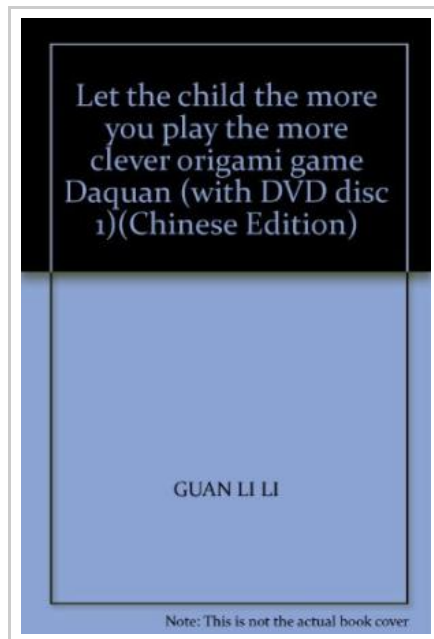 Let the child the more
you play the more
clever origami game
Daquan (with DVD disc
1)(Chinese Edition)
GUAN LI LI
Note: This is not the actual book cover